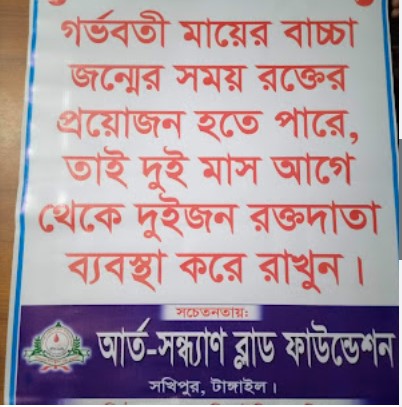 গর্ভবতী মায়ের বাচ্চা
জন্মের সময় রক্তের
প্রয়োজন হতে পারে,
তাই দুই মাস আগে
থেকে দুইজন রক্তদাতা
ব্যবস্থা করে রাখুন।
সচেতনতায়:
আর্ত-সন্ধ্যাণ ব্লাড ফাউন্ডেশন
সখিপুর, টাঙ্গাইল।